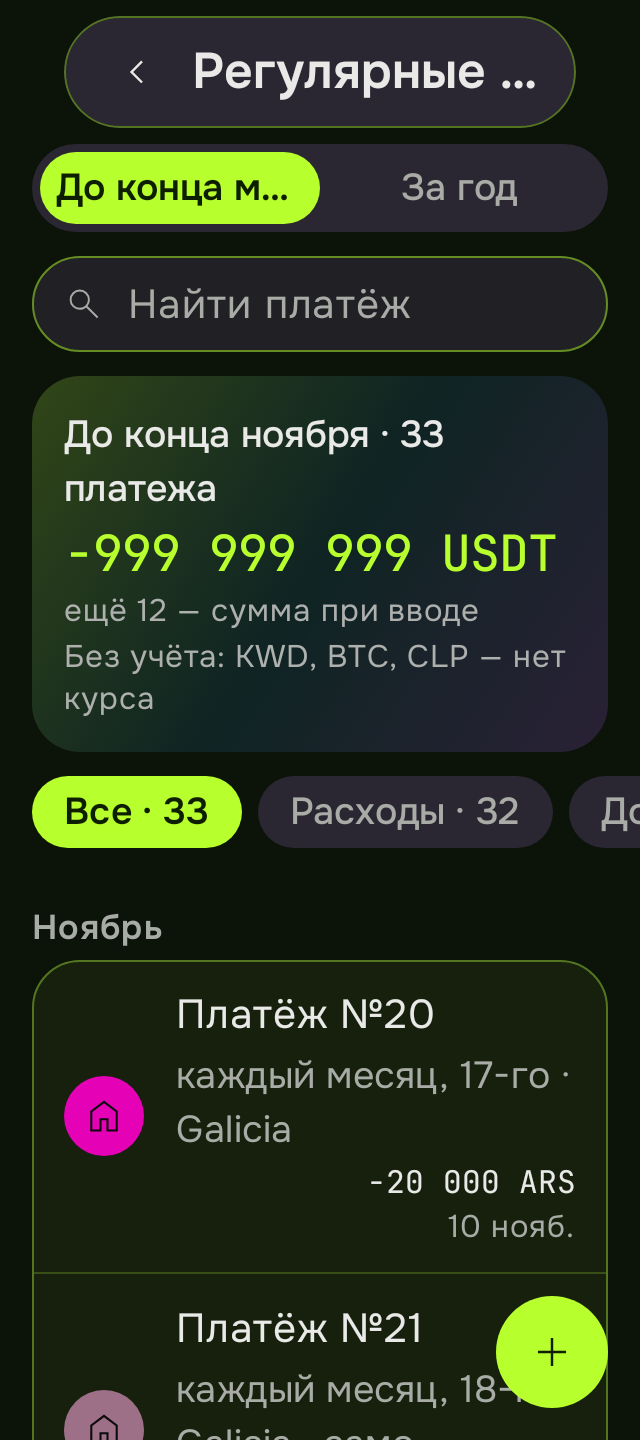 Регулярные ...
До конца м...
За год
Найти платёж
До конца ноября · 33
платежа
-999 999 999 USDT
ещё 12 — сумма при вводе
Без учёта: KWD, BTC, CLP — нет
курса
Все · 33
Расходы · 32
До
Ноябрь
Платёж №20
каждый месяц, 17-го ·
Galicia
-20 000 ARS
10 нояб.
Платёж №21
каждый месяц, 18-